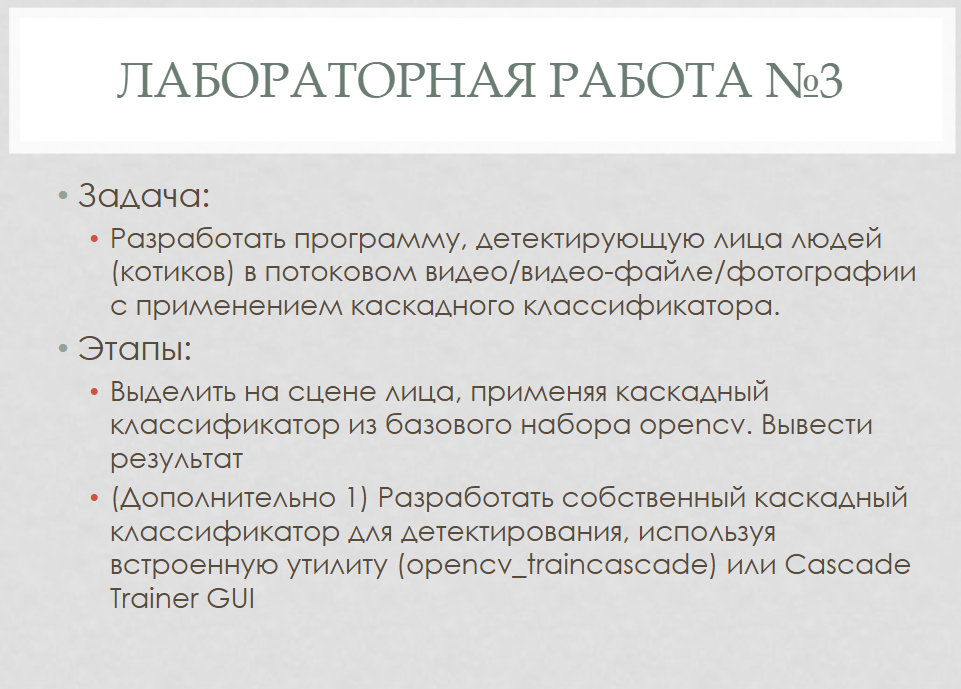 ЛАБОРАТОРНАЯ РАБОТА №3
• Задача:
• Разработать программу, детектирующую лица людей
(котиков) в потоковом видео/видео-файле/фотографии
с применением каскадного классификатора.
• Этапы:
• Выделить на сцене лица, применяя каскадный
классификатор из базового набора opencv. Вывести
результат
• (Дополнительно 1) Разработать собственный каскадный
классификатор для детектирования, используя
встроенную утилиту (opencv_traincascade) или Cascade
Trainer GUI